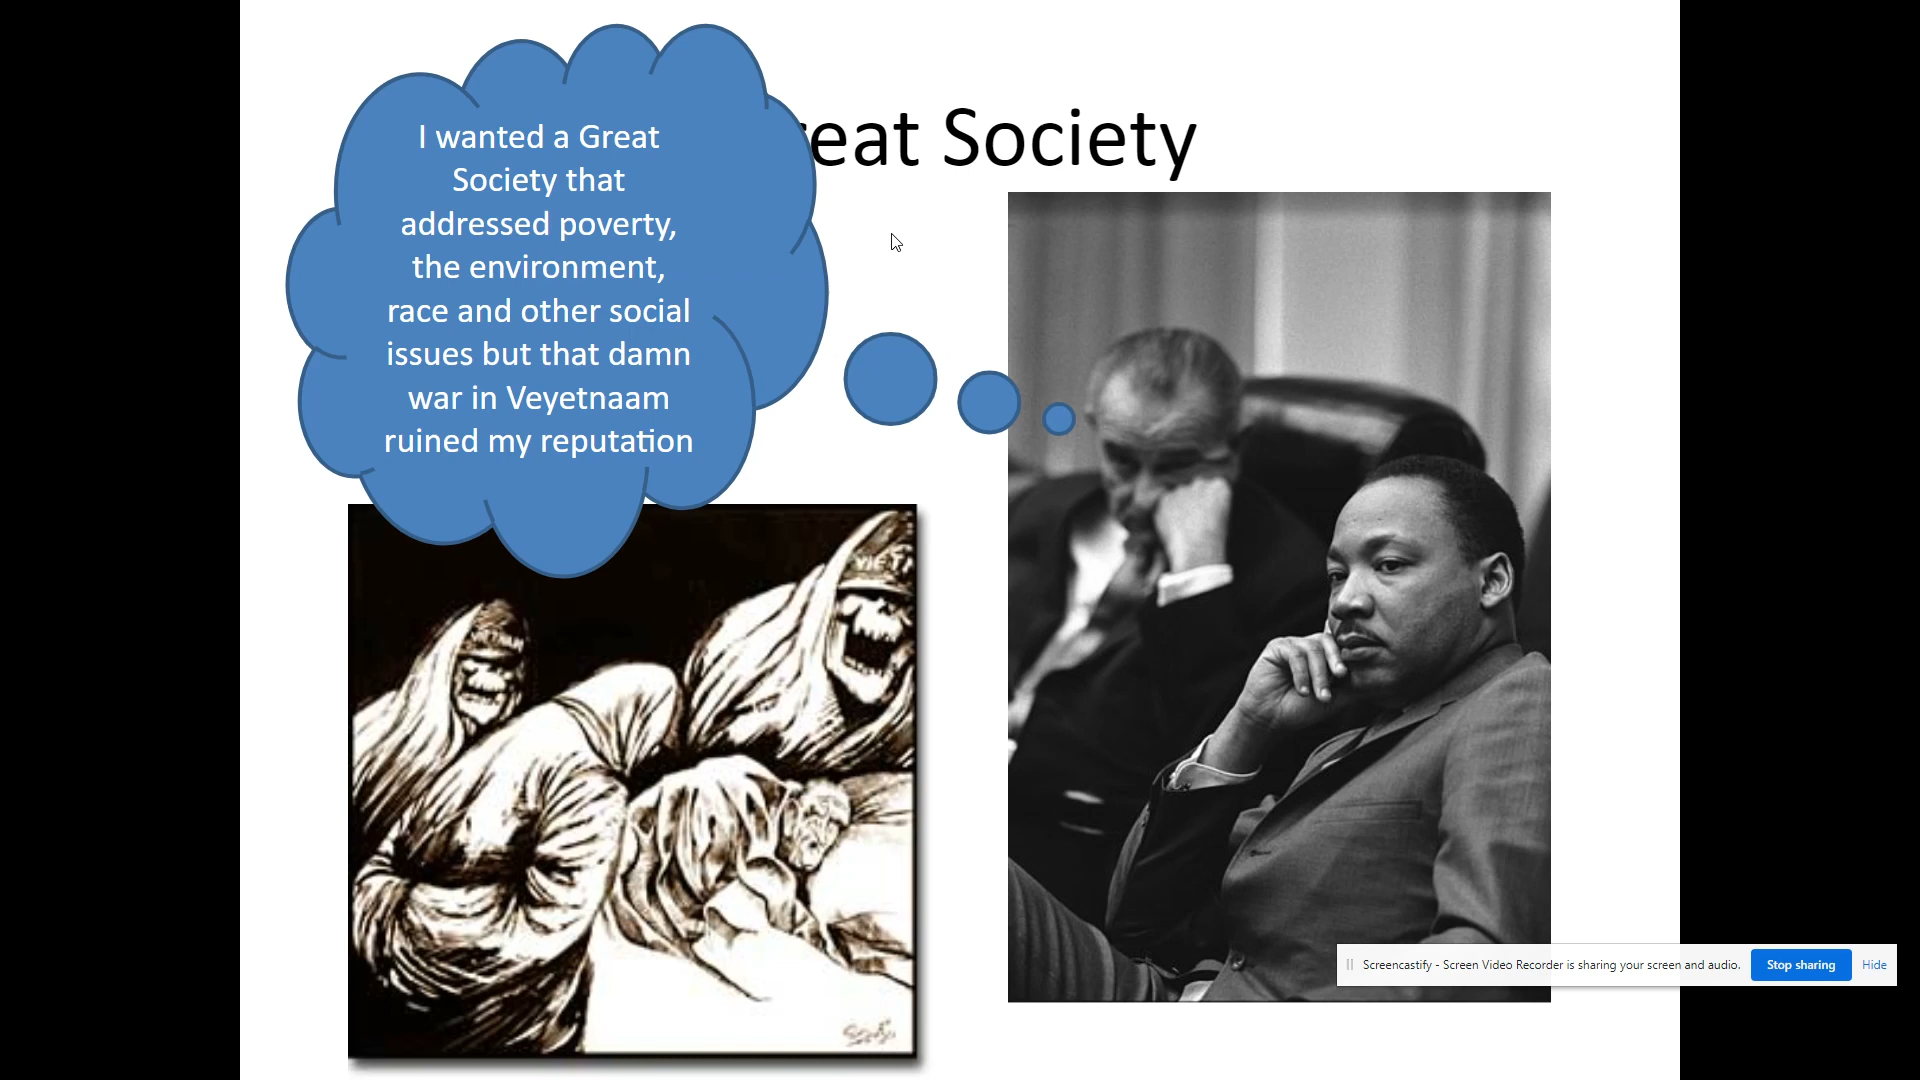 I wanted a Great
Society that
addressed poverty,
the environment,
race and other social
issues but that damn
war in Veyetnaam
ruined my reputation
eat Society
VIETN
Screencastify - Screen Video Recorder is sharing your screen and audio.
Stop sharing
Hide